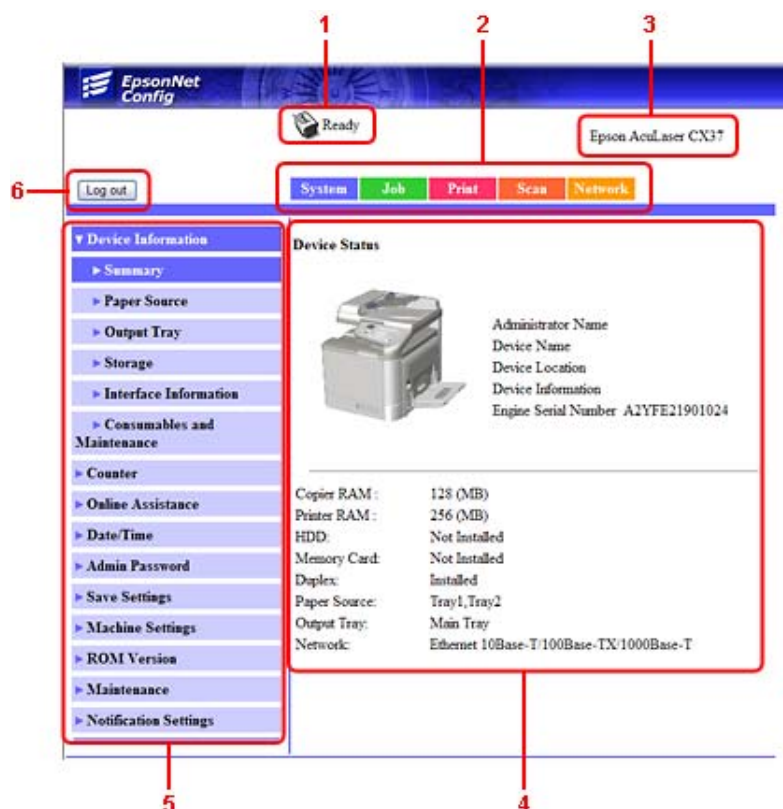 1
2
3
EpsonNet
Config
Ready
Epson AcuLaser CX37
6
Log out
System
Job
Print
Scan
Network
▼ Device Information
► Summary
► Paper Source
► Output Tray
► Storage
► Interface Information
► Consumables and
Maintenance
► Counter
► Online Assistance
► Date/Time
► Admin Password
► Save Settings
► Machine Settings
► ROM Version
► Maintenance
► Notification Settings
Device Status
Administrator Name
Device Name
Device Location
Device Information
Engine Serial Number A2YFE21901024
Copier RAM : 128 (MB)
Printer RAM : 256 (MB)
HDD: Not Installed
Memory Card: Not Installed
Duplex: Installed
Paper Source: Tray1,Tray2
Output Tray: Main Tray
Network: Ethernet 10Base-T/100Base-TX/1000Base-T
5
4